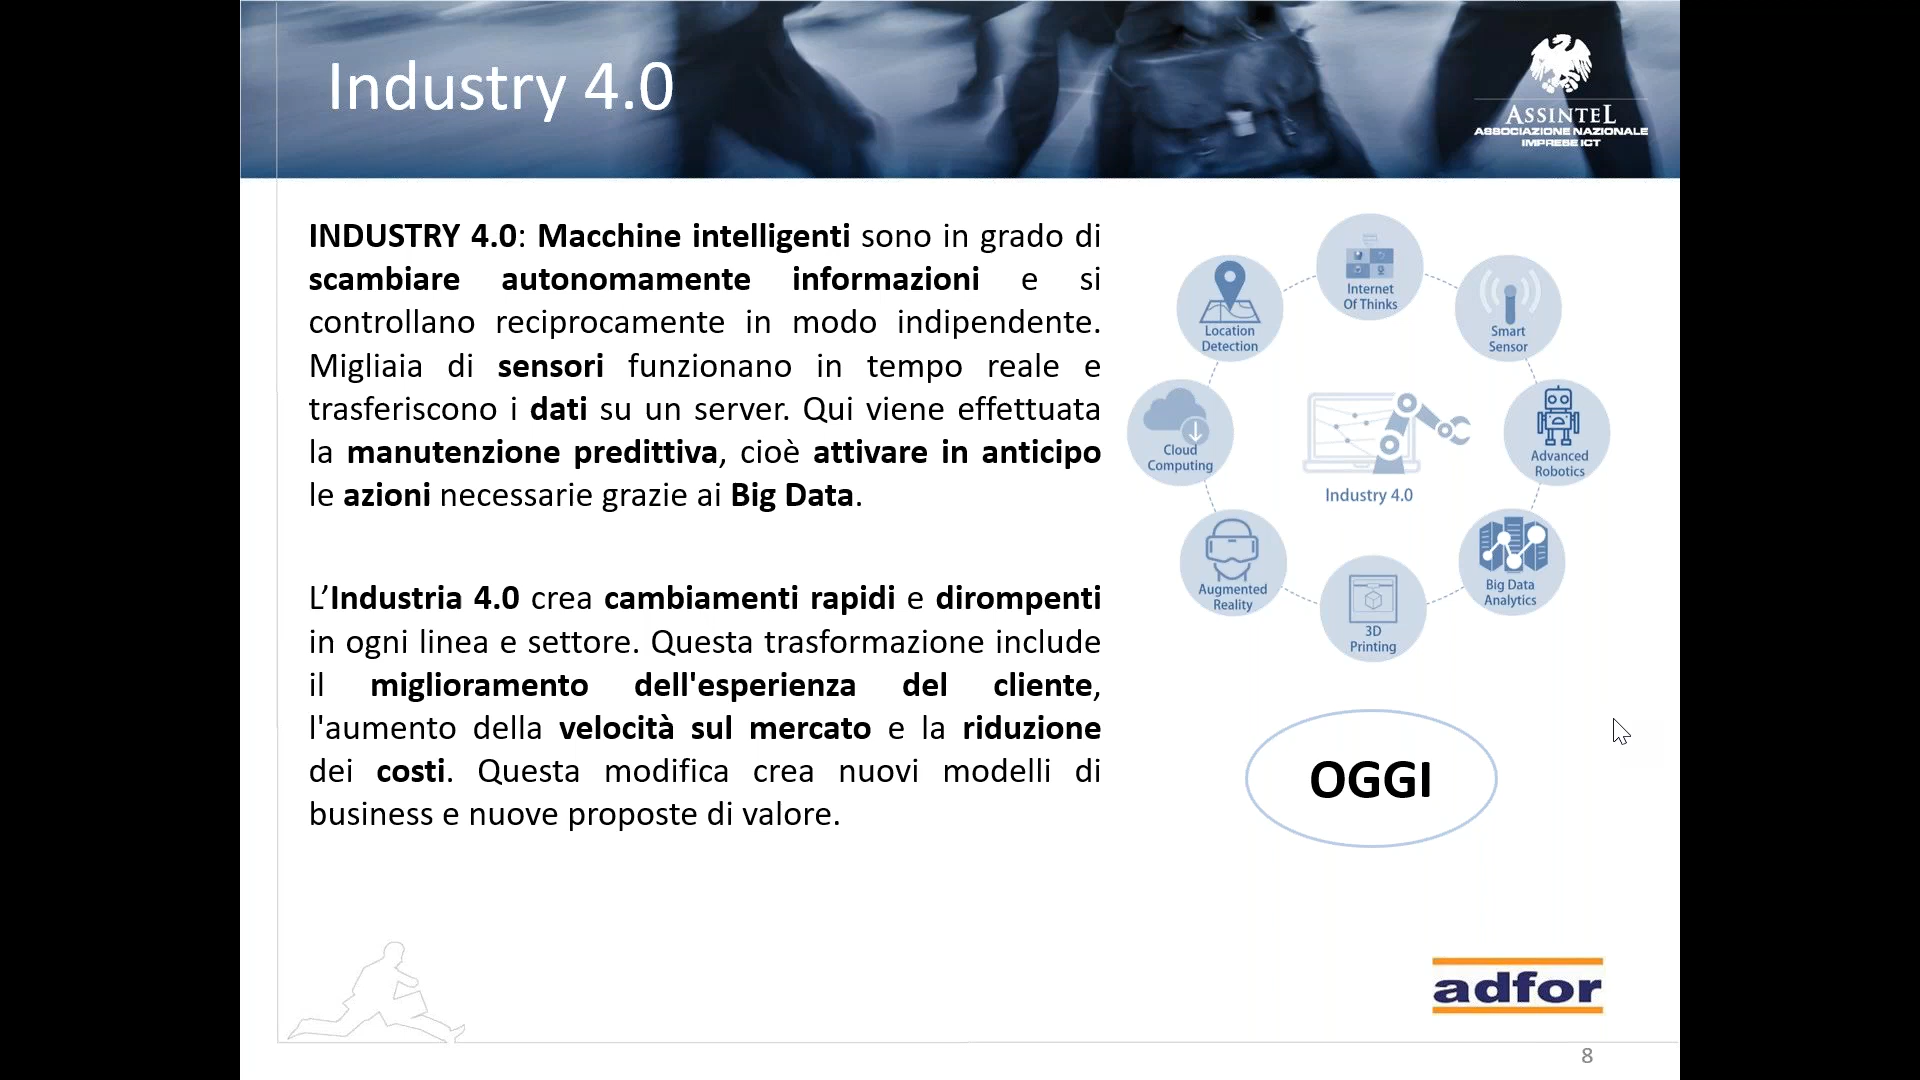 Industry 4.0
ASSINTEL
ASSOCIAZIONE NAZIONALE
IMPRESE ICT
INDUSTRY 4.0: Macchine intelligenti sono in grado di
scambiare autonomamente informazioni e si
controllano reciprocamente in modo indipendente.
Migliaia di sensori funzionano in tempo reale e
trasferiscono i dati su un server. Qui viene effettuata
la manutenzione predittiva, cioè attivare in anticipo
le azioni necessarie grazie ai Big Data.
L'Industria 4.0 crea cambiamenti rapidi e dirompenti
in ogni linea e settore. Questa trasformazione include
il miglioramento dell'esperienza del cliente,
l'aumento della velocità sul mercato e la riduzione
dei costi. Questa modifica crea nuovi modelli di
business e nuove proposte di valore.
Internet
Of Thinks
Location
Detection
Smart
Sensor
Cloud
Computing
Advanced
Robotics
Industry 4.0
Augmented
Reality
Big Data
Analytics
3D
Printing
OGGI
adfor
8